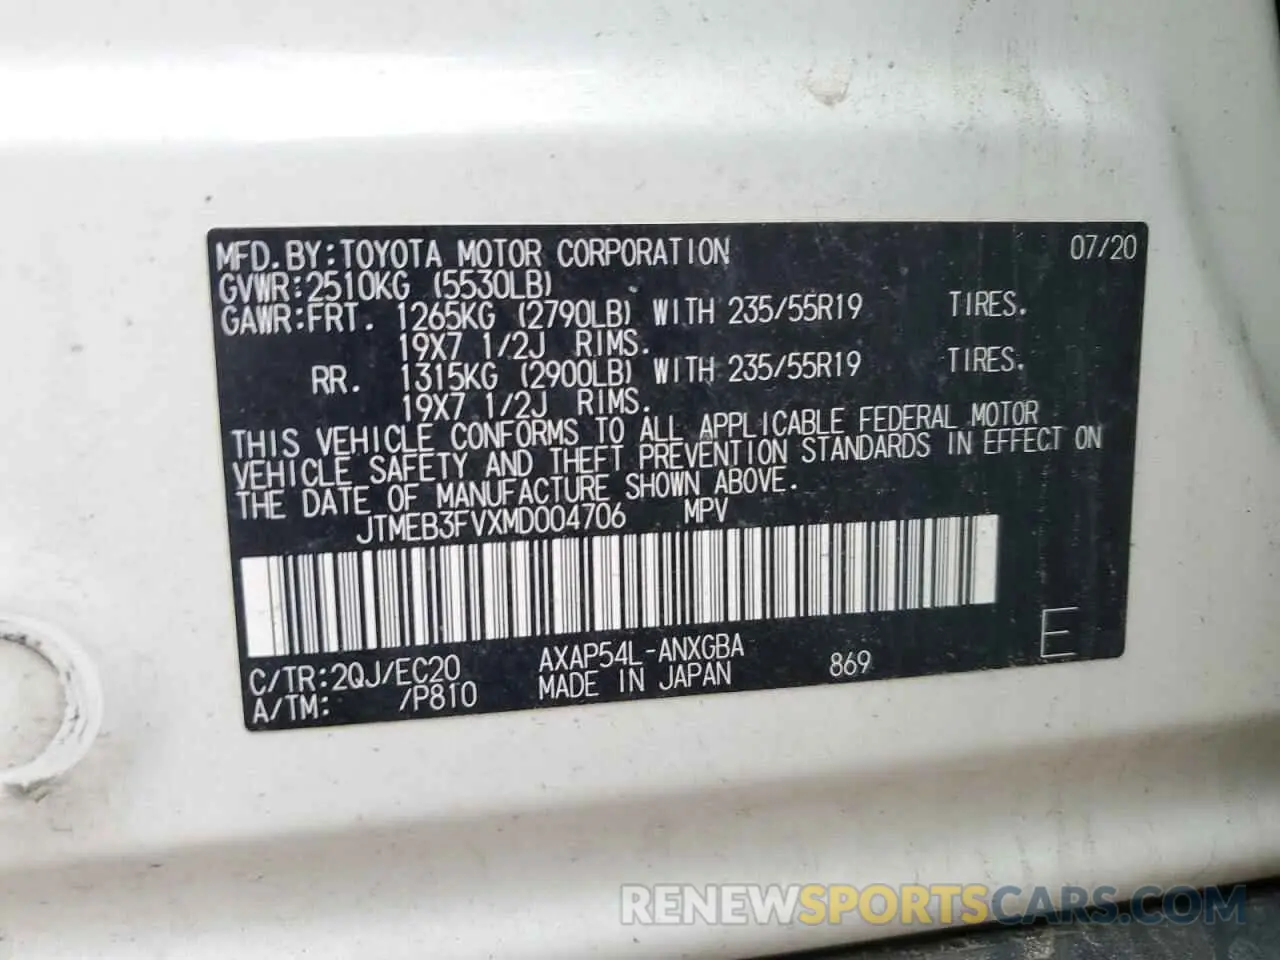 MFD. BY: TOYOTA MOTOR CORPORATION 07/20
GVWR: 2510KG (5530LB)
GAWR: FRT. 1265KG (2790LB) WITH 235/55R19 TIRES.
19X7 1/2J RIMS.
RR. 1315KG (2900LB) WITH 235/55R19 TIRES.
19X7 1/2J RIMS.
THIS VEHICLE CONFORMS TO ALL APPLICABLE FEDERAL MOTOR
VEHICLE SAFETY AND THEFT PREVENTION STANDARDS IN EFFECT ON
THE DATE OF MANUFACTURE SHOWN ABOVE.
JTMEB3FVXMD004706 MPV
C/TR: 2QJ/EC20 AXAP54L-ANXGBA
A/TM: /P810 MADE IN JAPAN 869 E
RENEWSPORTSCARS.COM